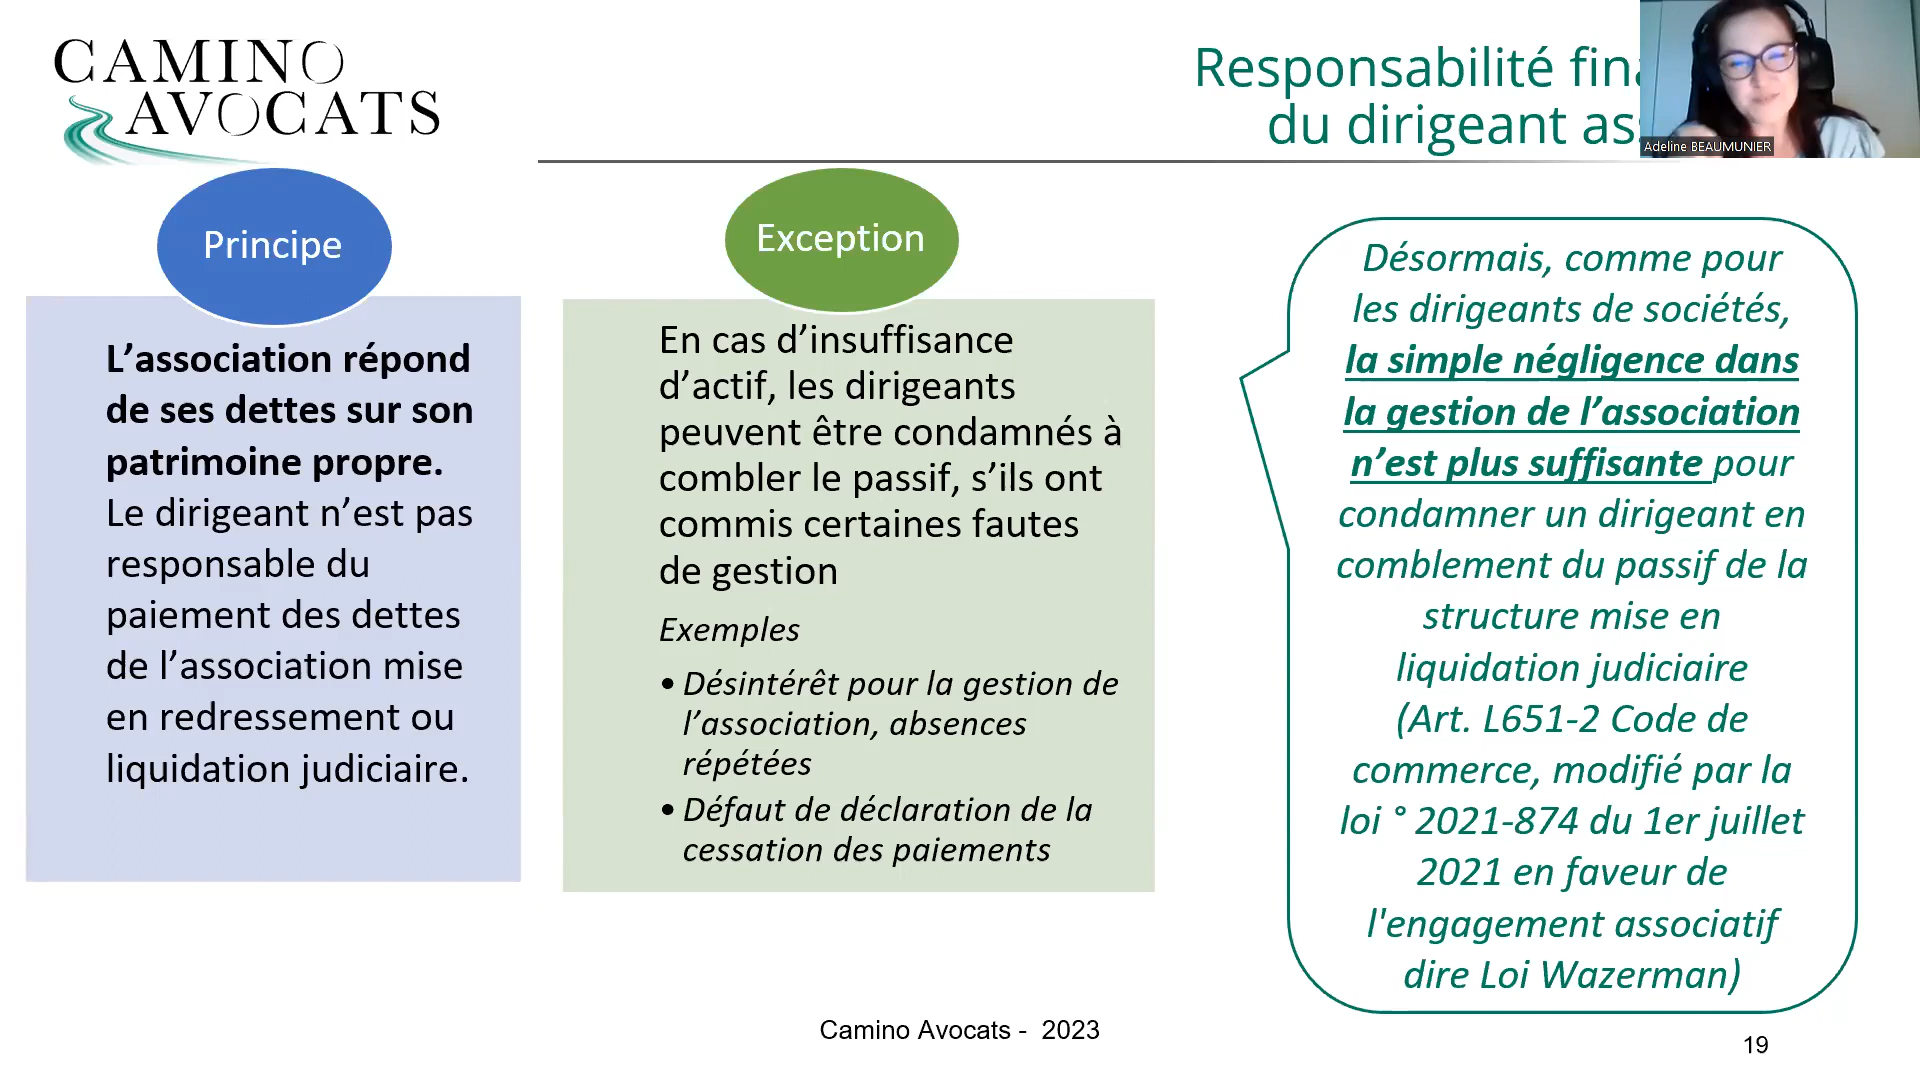 CAMINO
AVOCATS
Responsabilité
du dirigeant
Adeline BEAUMUNIER
Principe
L’association répond
de ses dettes sur son
patrimoine propre.
Le dirigeant n’est pas
responsable du
paiement des dettes
de l’association mise
en redressement ou
liquidation judiciaire.
Exception
En cas d’insuffisance
d’actif, les dirigeants
peuvent être condamnés à
combler le passif, s’ils ont
commis certaines fautes
de gestion
Exemples
• Désintérêt pour la gestion de
l’association, absences
répétées
• Défaut de déclaration de la
cessation des paiements
Désormais, comme pour
les dirigeants de sociétés,
la simple négligence dans
la gestion de l’association
n’est plus suffisante pour
condamner un dirigeant en
comblement du passif de la
structure mise en
liquidation judiciaire
(Art. L651-2 Code de
commerce, modifié par la
loi ° 2021-874 du 1er juillet
2021 en faveur de
l'engagement associatif
dire Loi Wazerman)
Camino Avocats - 2023
19